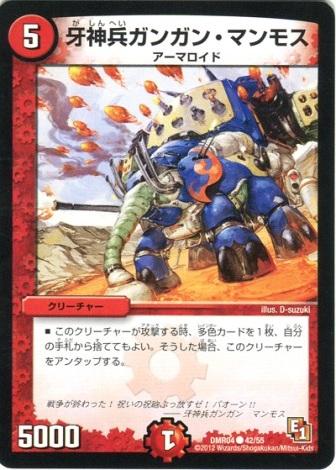 5
がしんへい
牙神兵ガンガン・マンモス
アーマロイド
illus. D-suzuki
クリーチャー
■ このクリーチャーが攻撃する時、多色カードを1枚、自分
の手札から捨ててもよい。そうした場合、このクリーチャー
をアンタップする。
戦争が終わった! 祝いの祝砲ぶっ放すぜ! パオーン!!
—— 牙神兵ガンガン マンモス
5000
1
DMR04 ● 42/55
©2012 Wizards/Shogakukan/Mitsui-Kids
E1